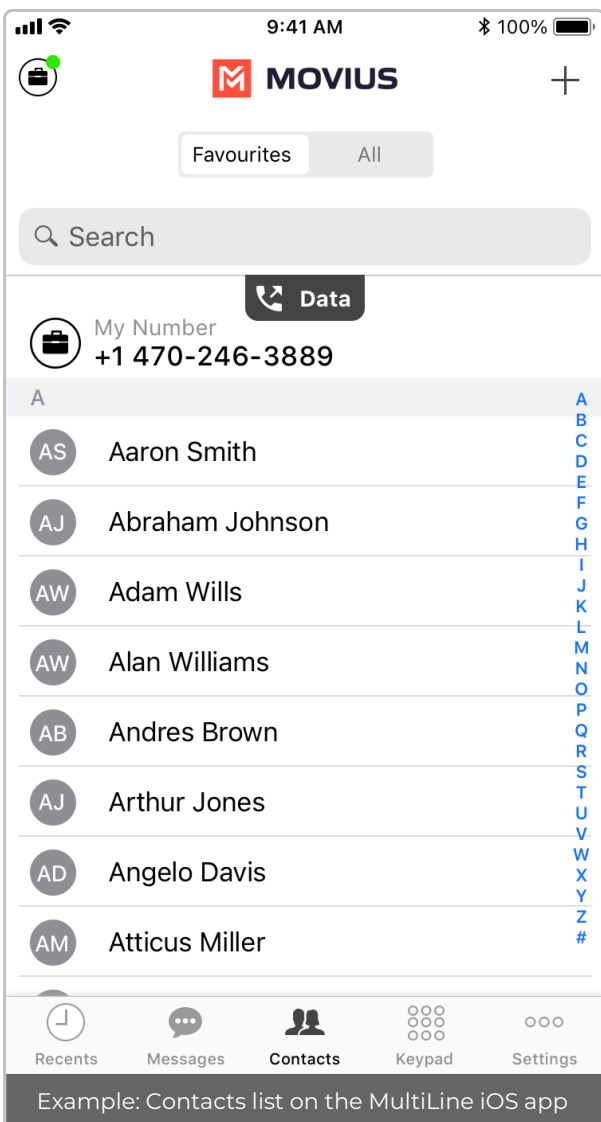 9:41 AM
100%
MOVIUS
Favourites All
Search
Data
My Number
+1 470-246-3889
A
AS Aaron Smith
AJ Abraham Johnson
AW Adam Wills
AW Alan Williams
AB Andres Brown
AJ Arthur Jones
AD Angelo Davis
AM Atticus Miller
A
B
C
D
E
F
G
H
I
J
K
L
M
N
O
P
Q
R
S
T
U
V
W
X
Y
Z
#
Recents Messages Contacts Keypad Settings
Example: Contacts list on the MultiLine iOS app